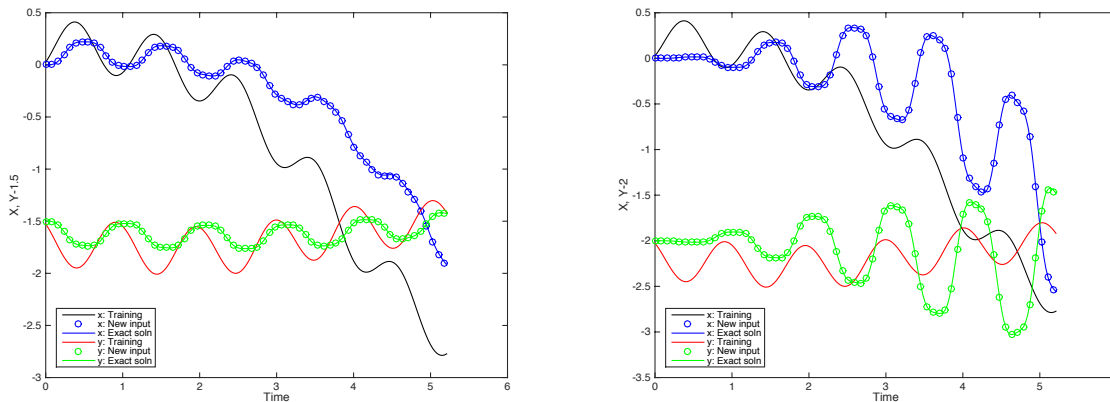 0.5
0
-0.5
-1
-1.5
-2
-2.5
-3
X, Y-1.5
0 1 2 3 4 5 6
Time
x: Training
x: New input
x: Exact soln
y: Training
y: New input
y: Exact soln
0.5
0
-0.5
-1
-1.5
-2
-2.5
-3
-3.5
X, Y-2
0 1 2 3 4 5 6
Time
x: Training
x: New input
x: Exact soln
y: Training
y: New input
y: Exact soln